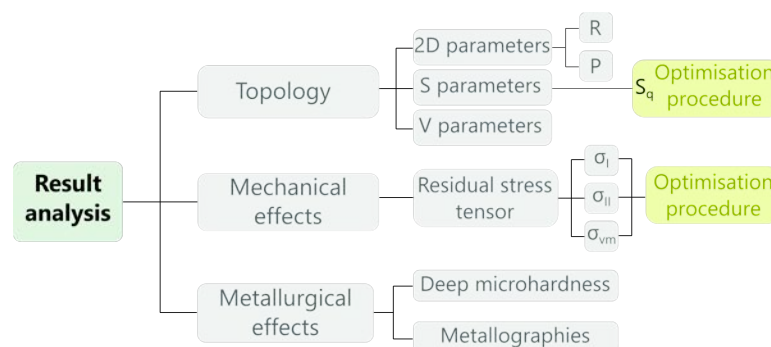 Result
analysis
Topology
2D parameters
R
P
S parameters
Sq
Optimisation
procedure
V parameters
Mechanical
effects
Residual stress
tensor
σI
σII
σvm
Optimisation
procedure
Metallurgical
effects
Deep microhardness
Metallographies